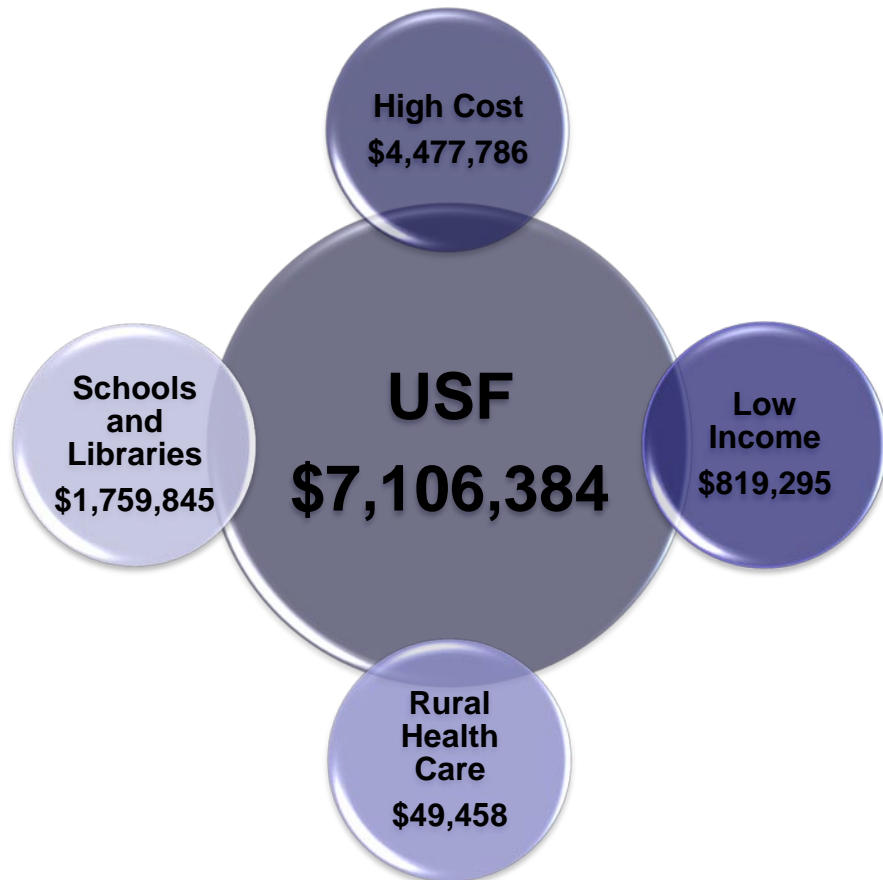 High Cost
$4,477,786
Schools
and
Libraries
$1,759,845
USF
$7,106,384
Low
Income
$819,295
Rural
Health
Care
$49,458